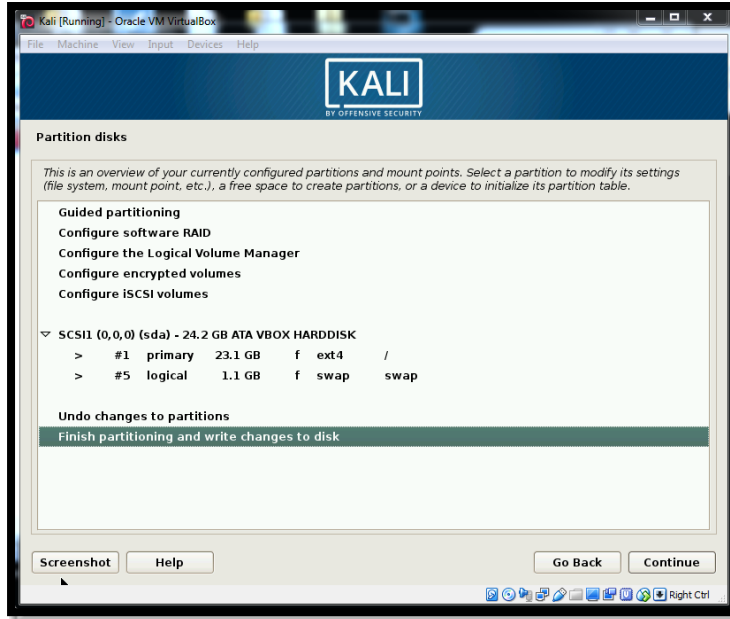 Kali [Running] - Oracle VM VirtualBox
File Machine View Input Devices Help
KALI
BY OFFENSIVE SECURITY
Partition disks
This is an overview of your currently configured partitions and mount points. Select a partition to modify its settings
(file system, mount point, etc.), a free space to create partitions, or a device to initialize its partition table.
Guided partitioning
Configure software RAID
Configure the Logical Volume Manager
Configure encrypted volumes
Configure iSCSI volumes
SCSI1 (0,0,0) (sda) - 24.2 GB ATA VBOX HARDDISK
> #1 primary 23.1 GB f ext4 /
> #5 logical 1.1 GB f swap swap
Undo changes to partitions
Finish partitioning and write changes to disk
Screenshot Help Go Back Continue
Right Ctrl